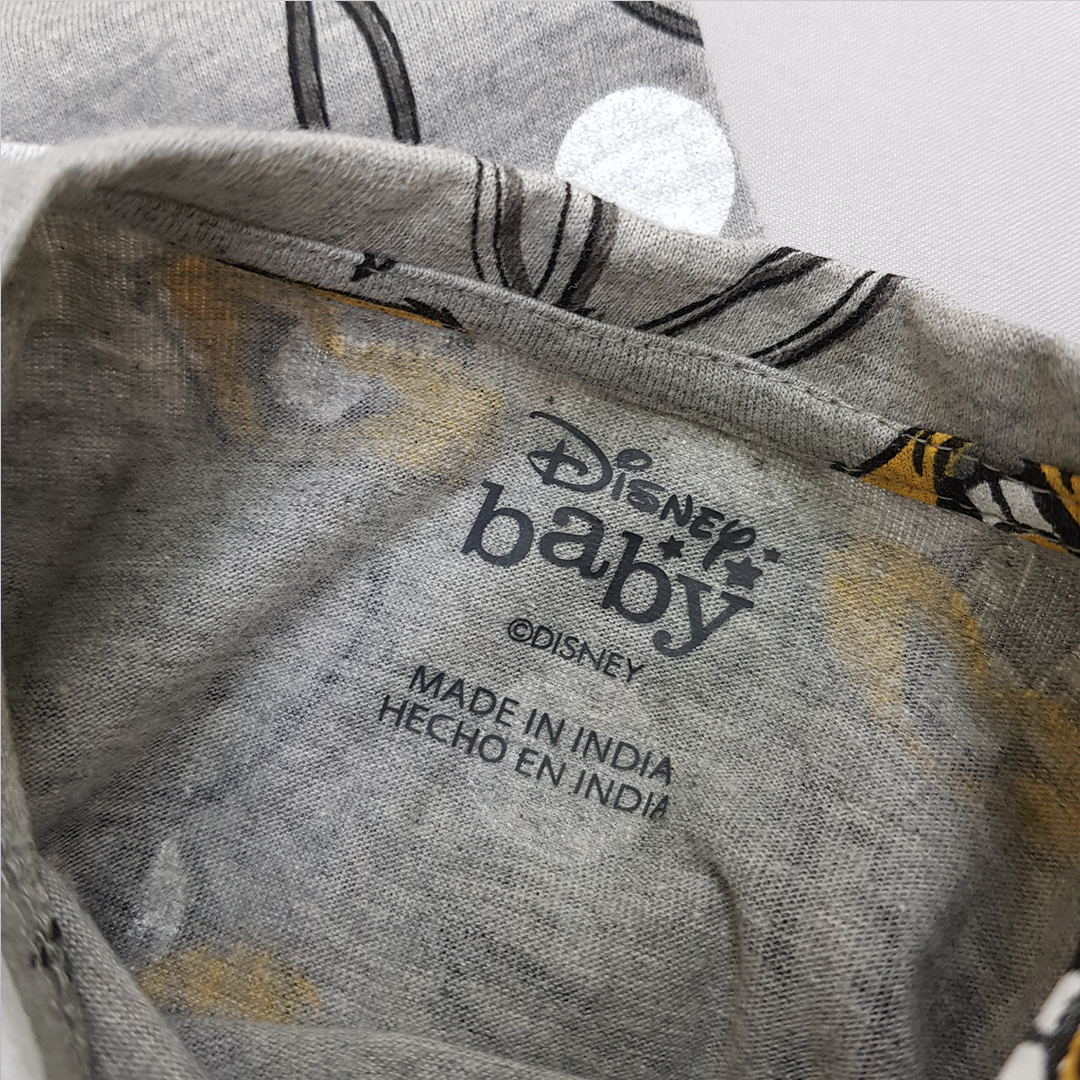 Disney
baby
©DISNEY
MADE IN INDIA
HECHO EN INDIA